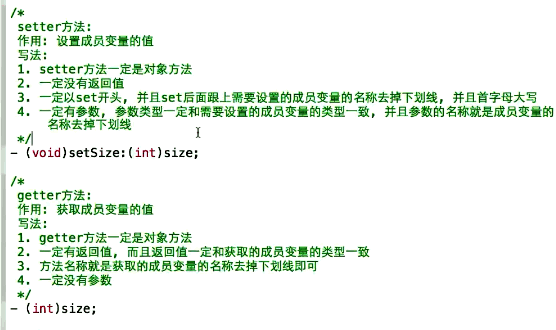 /*
setter方法:
作用: 设置成员变量的值
写法:
1. setter方法一定是对象方法
2. 一定没有返回值
3. 一定以set开头, 并且set后面跟上需要设置的成员变量的名称去掉下划线, 并且首字母大写
4. 一定有参数, 参数类型一定和需要设置的成员变量的类型一致, 并且参数的名称就是成员变量的
名称去掉下划线
*/
- (void)setSize:(int)size;
/*
getter方法:
作用: 获取成员变量的值
写法:
1. getter方法一定是对象方法
2. 一定有返回值, 而且返回值一定和获取的成员变量的类型一致
3. 方法名称就是获取的成员变量的名称去掉下划线即可
4. 一定没有参数
*/
- (int)size;